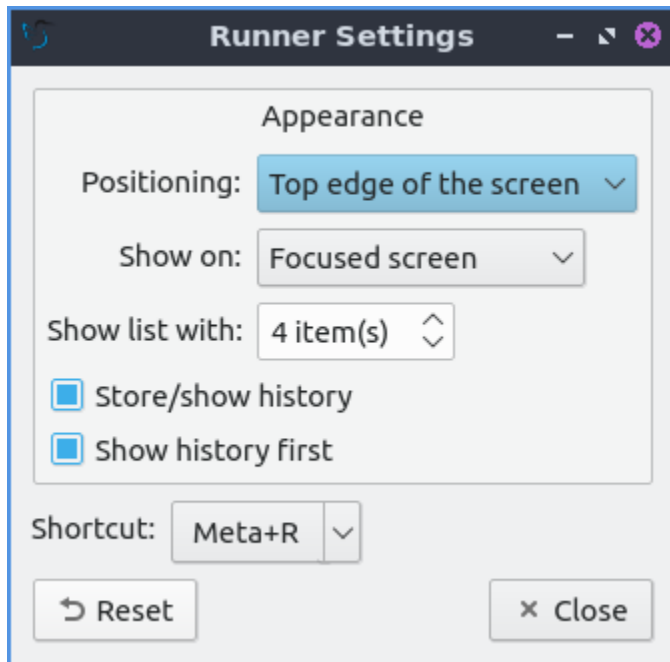 Runner Settings
Appearance
Positioning: Top edge of the screen
Show on: Focused screen
Show list with: 4 item(s)
Store/show history
Show history first
Shortcut: Meta+R
Reset Close